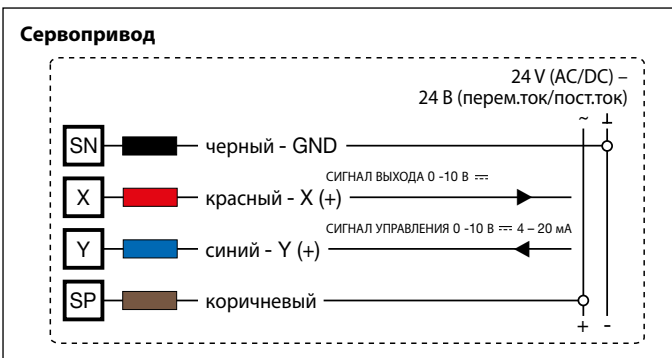 Сервопривод
24 V (AC/DC) –
24 В (перем.ток/пост.ток)
~ ⊥
SN черный - GND
СИГНАЛ ВЫХОДА 0 -10 В ⎓
X красный - X (+)
СИГНАЛ УПРАВЛЕНИЯ 0 -10 В ⎓ 4 – 20 мА
Y синий - Y (+)
SP коричневый
+ -